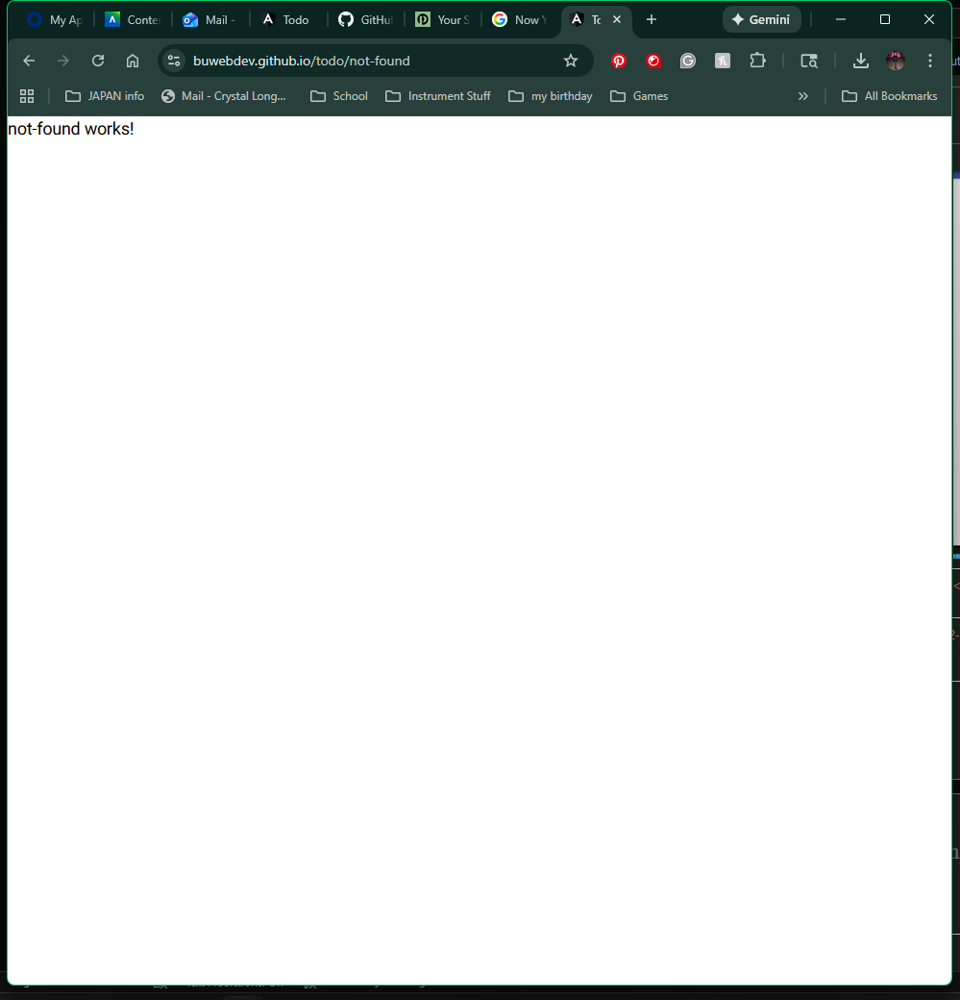 My Ap
Conte
Mail -
Todo
GitHu
Your S
Now Y
To
Gemini
buwebdev.github.io/todo/not-found
JAPAN info
Mail - Crystal Long...
School
Instrument Stuff
my birthday
Games
All Bookmarks
not-found works!